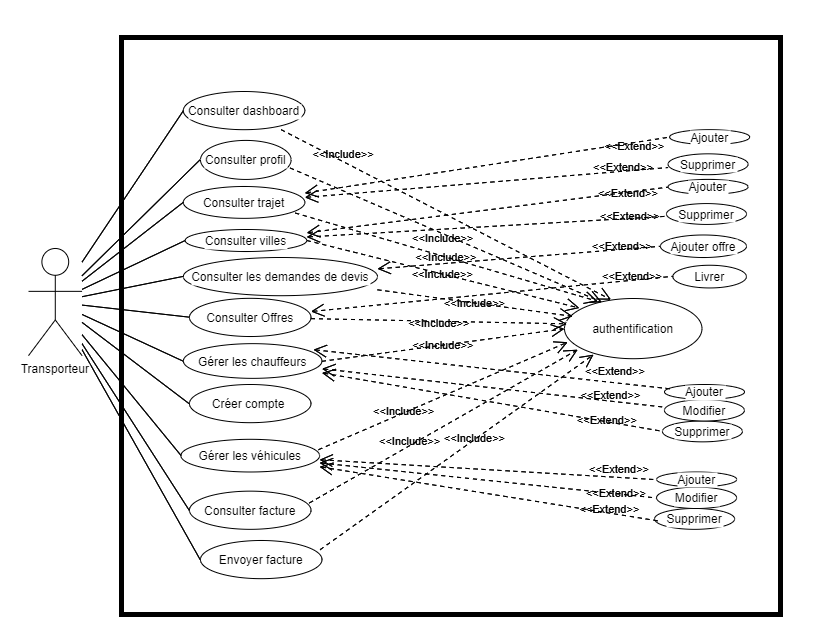 Consulter dashboard
Ajouter
<<Extend>>
<<Include>>
Consulter profil
Supprimer
<<Extend>>
Ajouter
<<Extend>>
Consulter trajet
Supprimer
<<Extend>>
Consulter villes
<<Include>>
Ajouter offre
<<Extend>>
<<Include>>
Consulter les demandes de devis
<<Include>>
<<Extend>>
Livrer
<<Include>>
Consulter Offres
<<Include>>
authentification
<<Include>>
Gérer les chauffeurs
Transporteur
<<Extend>>
Ajouter
<<Extend>>
Créer compte
Modifier
<<Include>>
<<Extend>>
Supprimer
<<Include>>
<<Include>>
Gérer les véhicules
<<Extend>>
Ajouter
<<Extend>>
Modifier
Consulter facture
<<Extend>>
Supprimer
Envoyer facture